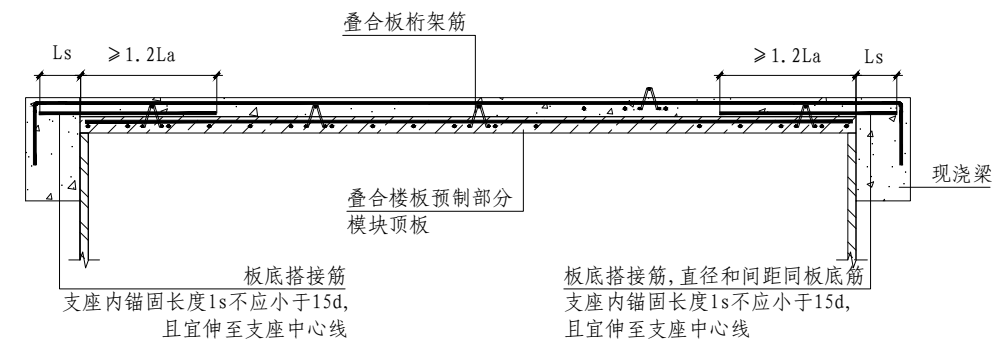 叠合板桁架筋
Ls ≥1.2La ≥1.2La Ls
现浇梁
叠合楼板预制部分
模块顶板
板底搭接筋
支座内锚固长度ls不应小于15d,
且宜伸至支座中心线
板底搭接筋,直径和间距同板底筋
支座内锚固长度ls不应小于15d,
且宜伸至支座中心线